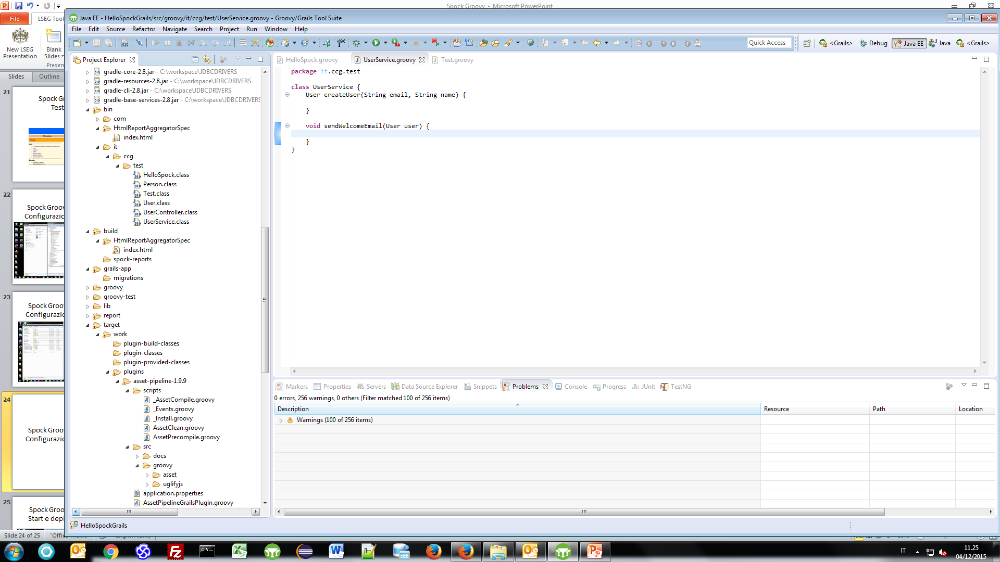 Spock Groovy - Microsoft PowerPoint
File
LSEG Tool
New LSEG
Presentation
Blank
Slides
Presen
Slides
Outline
21
Spock Gr
Test
22
Spock Groov
Configurazio
23
Spock Groov
Configurazio
24
Spock Groov
Configurazio
25
Spock Groo
Start e depl
Slide 24 of 25
Java EE - HelloSpockGrails/src/groovy/it/ccg/test/UserService.groovy - Groovy/Grails Tool Suite
File Edit Source Refactor Navigate Search Project Run Window Help
Quick Access
<Grails>
Debug
Java EE
Java
<Grails>
Project Explorer
gradle-core-2.8.jar - C:\workspace\JDBCDRIVERS
gradle-resources-2.8.jar - C:\workspace\JDBCDRIVERS
gradle-cli-2.8.jar - C:\workspace\JDBCDRIVERS
gradle-base-services-2.8.jar - C:\workspace\JDBCDRIVERS
bin
com
HtmlReportAggregatorSpec
index.html
it
ccg
test
HelloSpock.class
Person.class
Test.class
User.class
UserController.class
UserService.class
build
HtmlReportAggregatorSpec
index.html
spock-reports
grails-app
migrations
groovy
groovy-test
lib
report
target
work
plugin-build-classes
plugin-classes
plugin-provided-classes
plugins
asset-pipeline-1.9.9
scripts
_AssetCompile.groovy
_Events.groovy
_Install.groovy
AssetClean.groovy
AssetPrecompile.groovy
src
docs
groovy
asset
uglifyjs
application.properties
AssetPipelineGrailsPlugin.groovy
HelloSpock.groovy
UserService.groovy
Test.groovy
package it.ccg.test
class UserService {
User createUser(String email, String name) {
}
void sendWelcomeEmail(User user) {
}
}
Markers
Properties
Servers
Data Source Explorer
Snippets
Problems
Console
Progress
JUnit
TestNG
0 errors, 256 warnings, 0 others (Filter matched 100 of 256 items)
Description
Resource
Path
Location
Warnings (100 of 256 items)
HelloSpockGrails
IT
11.25
04/12/2015